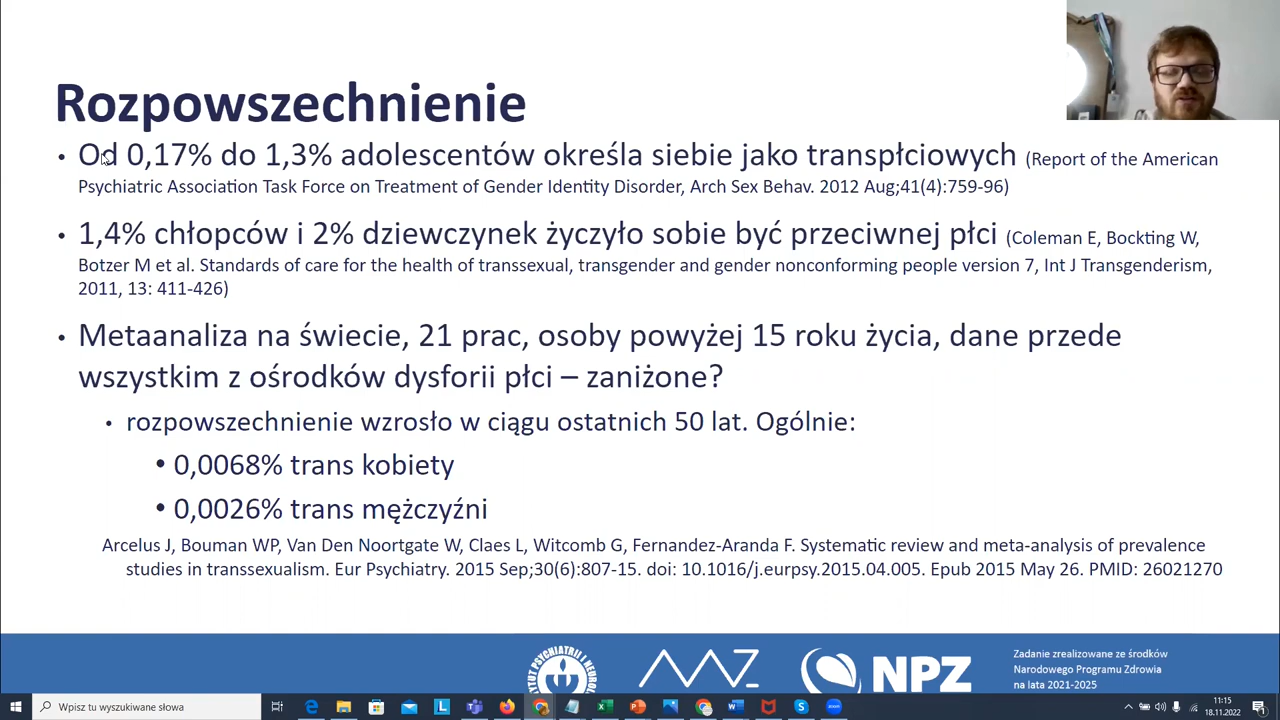 Rozpowszechnienie
• Od 0,17% do 1,3% adolescentów określa siebie jako transpłciowych (Report of the American
Psychiatric Association Task Force on Treatment of Gender Identity Disorder, Arch Sex Behav. 2012 Aug;41(4):759-96)
• 1,4% chłopców i 2% dziewczynek życzyło sobie być przeciwnej płci (Coleman E, Bockting W,
Botzer M et al. Standards of care for the health of transsexual, transgender and gender nonconforming people version 7, Int J Transgenderism,
2011, 13: 411-426)
• Metaanaliza na świecie, 21 prac, osoby powyżej 15 roku życia, dane przede
wszystkim z ośrodków dysforii płci – zaniżone?
• rozpowszechnienie wzrosło w ciągu ostatnich 50 lat. Ogólnie:
• 0,0068% trans kobiety
• 0,0026% trans mężczyźni
Arcelus J, Bouman WP, Van Den Noortgate W, Claes L, Witcomb G, Fernandez-Aranda F. Systematic review and meta-analysis of prevalence
studies in transsexualism. Eur Psychiatry. 2015 Sep;30(6):807-15. doi: 10.1016/j.eurpsy.2015.04.005. Epub 2015 May 26. PMID: 26021270
NPZ
Zadanie zrealizowane ze środków
Narodowego Programu Zdrowia
na lata 2021-2025
Wpisz tu wyszukiwane słowa
11:15
18.11.2022